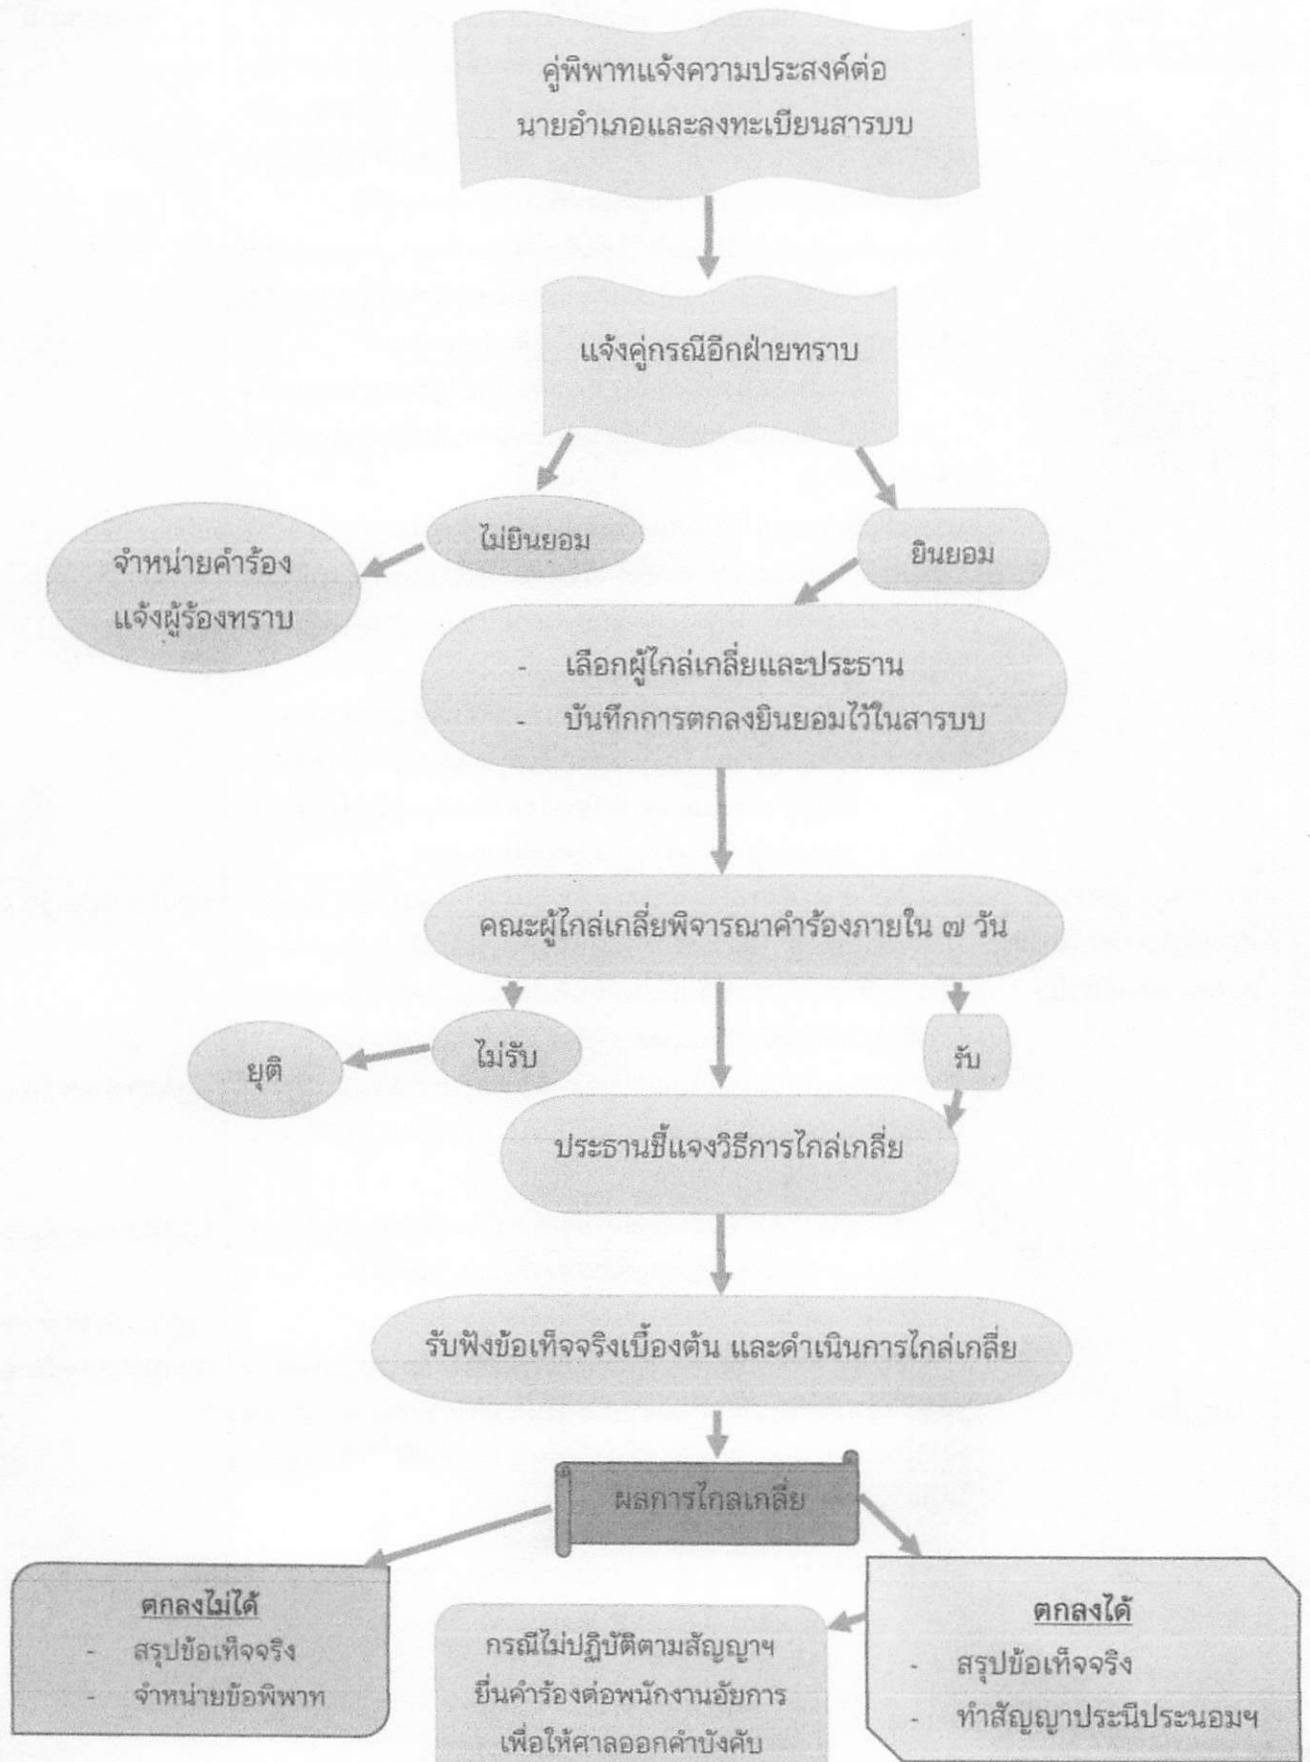 คู่พิพาทแจ้งความประสงค์ต่อ
นายอำเภอและลงทะเบียนสารบบ
แจ้งคู่กรณีอีกฝ่ายทราบ
ไม่ยินยอม
ยินยอม
จำหน่ายคำร้อง
แจ้งผู้ร้องทราบ
- เลือกผู้ไกล่เกลี่ยและประธาน
- บันทึกการตกลงยินยอมไว้ในสารบบ
คณะผู้ไกล่เกลี่ยพิจารณาคำร้องภายใน ๗ วัน
ยุติ
ไม่รับ
รับ
ประธานชี้แจงวิธีการไกล่เกลี่ย
รับฟังข้อเท็จจริงเบื้องต้น และดำเนินการไกล่เกลี่ย
ผลการไกลเกลี่ย
ตกลงไม่ได้
- สรุปข้อเท็จจริง
- จำหน่ายข้อพิพาท
กรณีไม่ปฏิบัติตามสัญญาฯ
ยื่นคำร้องต่อพนักงานอัยการ
เพื่อให้ศาลออกคำบังคับ
ตกลงได้
- สรุปข้อเท็จจริง
- ทำสัญญาประนีประนอมฯ